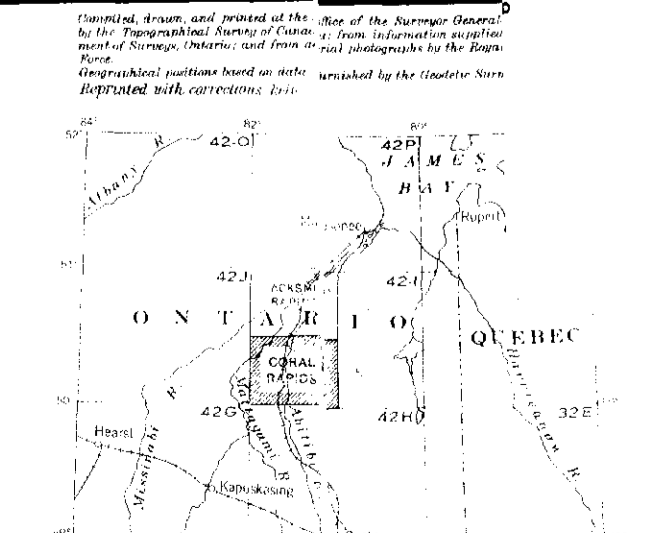 Compiled, drawn, and printed at the office of the Surveyor General
by the Topographical Survey of from information supplied
ment of Surveys, Ontario; and from photographs by the Royal
Force.
Geographical positions based on data furnished by the Geodetic
Reprinted with corrections
84° 82° 80°
52° 42-O 42P
JAMES
BAY
Albany R.
Rupert
51° 42J 42-I
RAPIDS
ONTARIO
QUEBEC
CORAL
RAPIDS
Harricanaw R.
50 42G 42H 32E
Missinaibi R.
Mattagami R.
Abitibi
Hearst
Kapuskasing